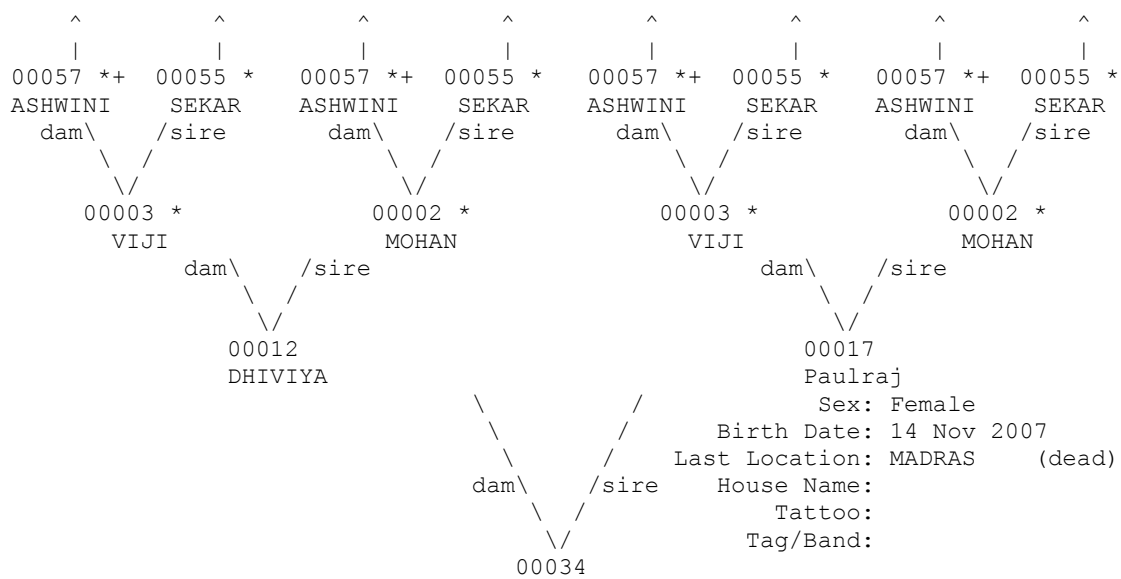 ^ ^ ^ ^ ^ ^ ^ ^
| | | | | | | |
00057 *+ 00055 * 00057 *+ 00055 * 00057 *+ 00055 * 00057 *+ 00055 *
ASHWINI SEKAR ASHWINI SEKAR ASHWINI SEKAR ASHWINI SEKAR
dam\ /sire dam\ /sire dam\ /sire dam\ /sire
\ / \ / \ / \ /
\/ \/ \/ \/
00003 * 00002 * 00003 * 00002 *
VIJI MOHAN VIJI MOHAN
dam\ /sire dam\ /sire
\ / \ /
\/ \/
00012 00017
DHIVIYA Paulraj
\ / Sex: Female
\ / Birth Date: 14 Nov 2007
\ / Last Location: MADRAS (dead)
dam\ /sire House Name:
\ / Tattoo:
\/ Tag/Band:
00034